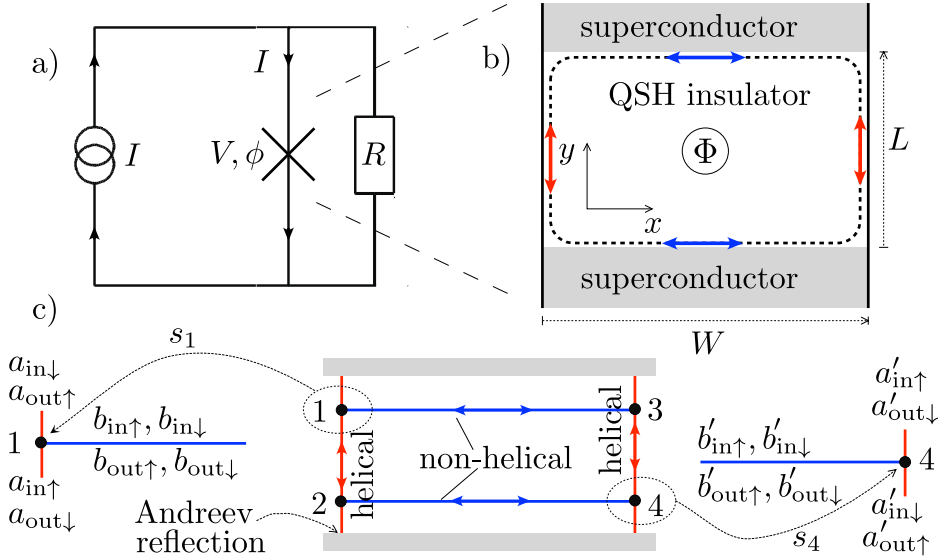 a)
I
I
V, ϕ
R
b)
superconductor
QSH insulator
Φ
y
x
L
superconductor
W
c)
s₁
a_in↓
a_out↑
1
b_in↑, b_in↓
b_out↑, b_out↓
a_in↑
a_out↓
1
3
helical
helical
non-helical
2
4
Andreev
reflection
a′_in↑
a′_out↓
b′_in↑, b′_in↓
4
b′_out↑, b′_out↓
a′_in↓
a′_out↑
s₄